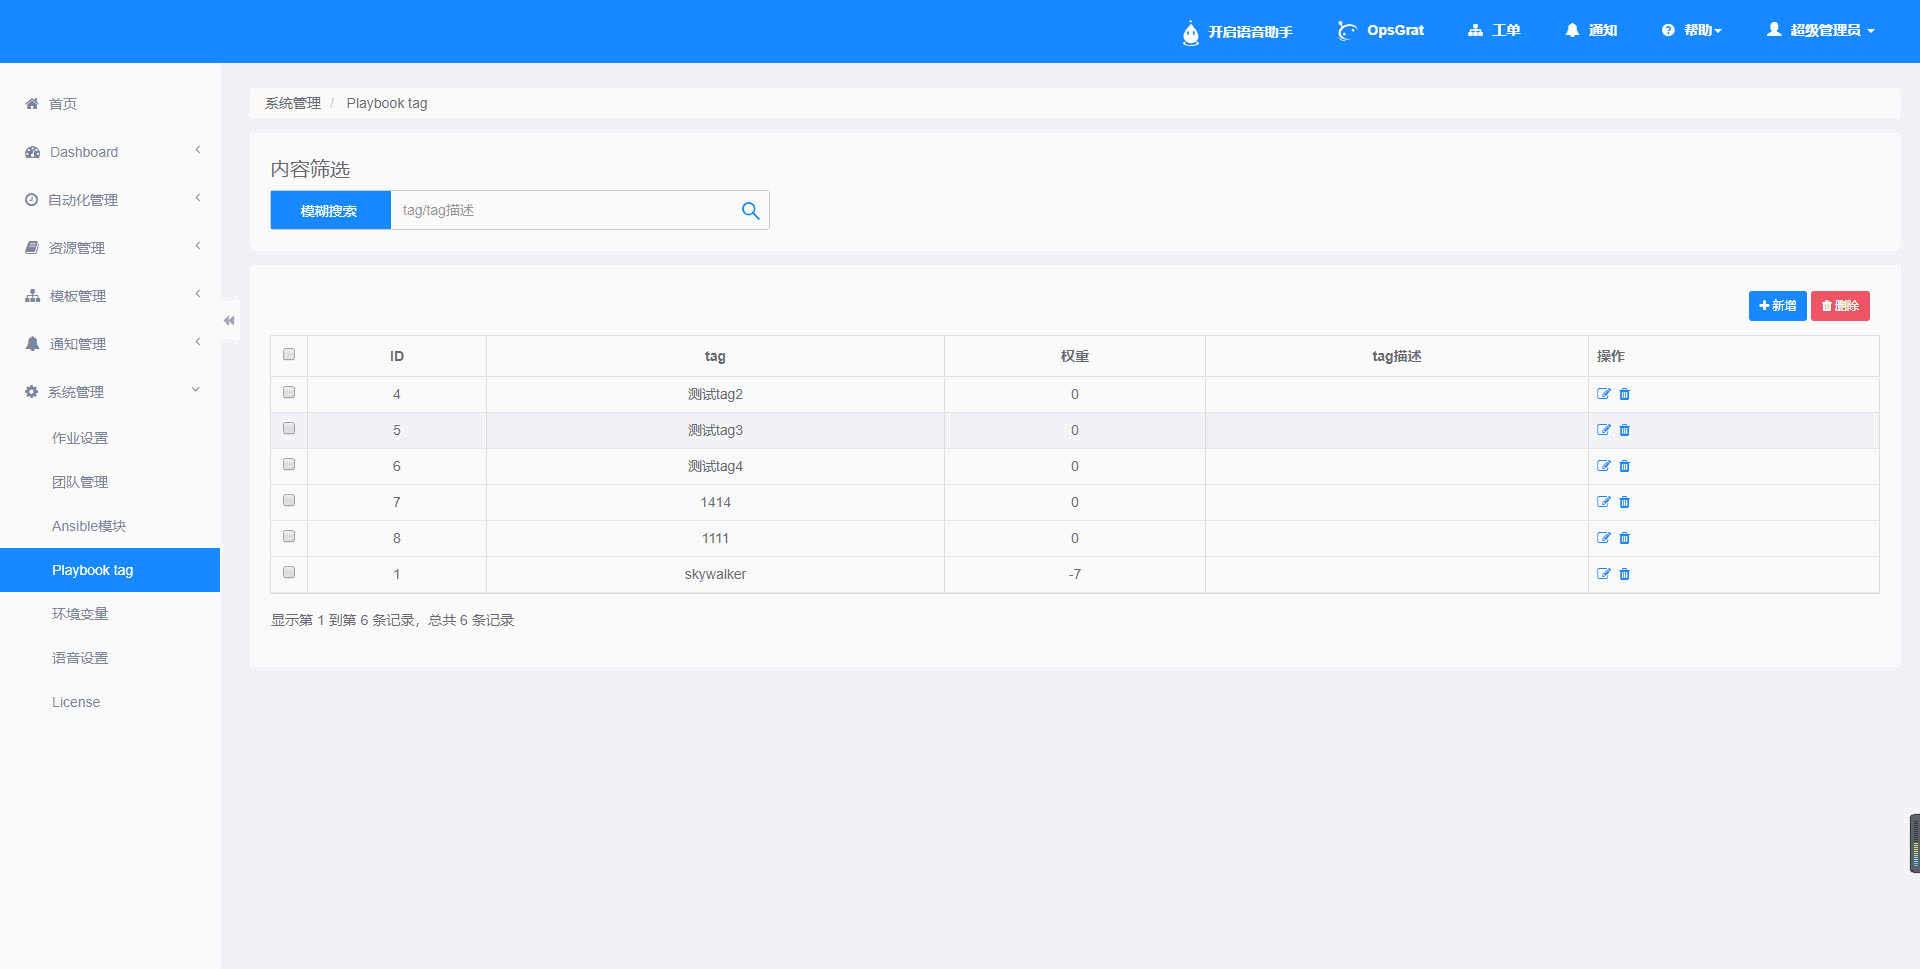 开启语音助手 OpsGrat 工单 通知 帮助 超级管理员
首页
Dashboard
自动化管理
资源管理
模板管理
通知管理
系统管理
作业设置
团队管理
Ansible模块
Playbook tag
环境变量
语音设置
License
系统管理 / Playbook tag
内容筛选
模糊搜索 tag/tag描述
新增 删除
ID tag 权重 tag描述 操作
4 测试tag2 0
5 测试tag3 0
6 测试tag4 0
7 1414 0
8 1111 0
1 skywalker -7
显示第 1 到第 6 条记录，总共 6 条记录